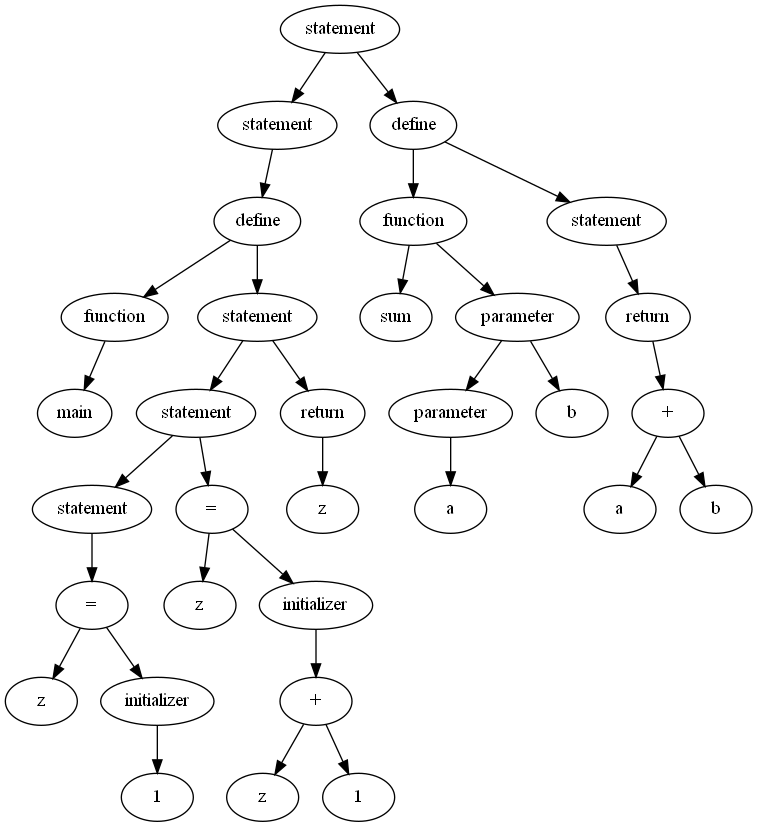 statement
statement define
define function statement
function statement sum parameter return
main statement return parameter b +
statement = z a a b
= z initializer
z initializer +
1 z 1